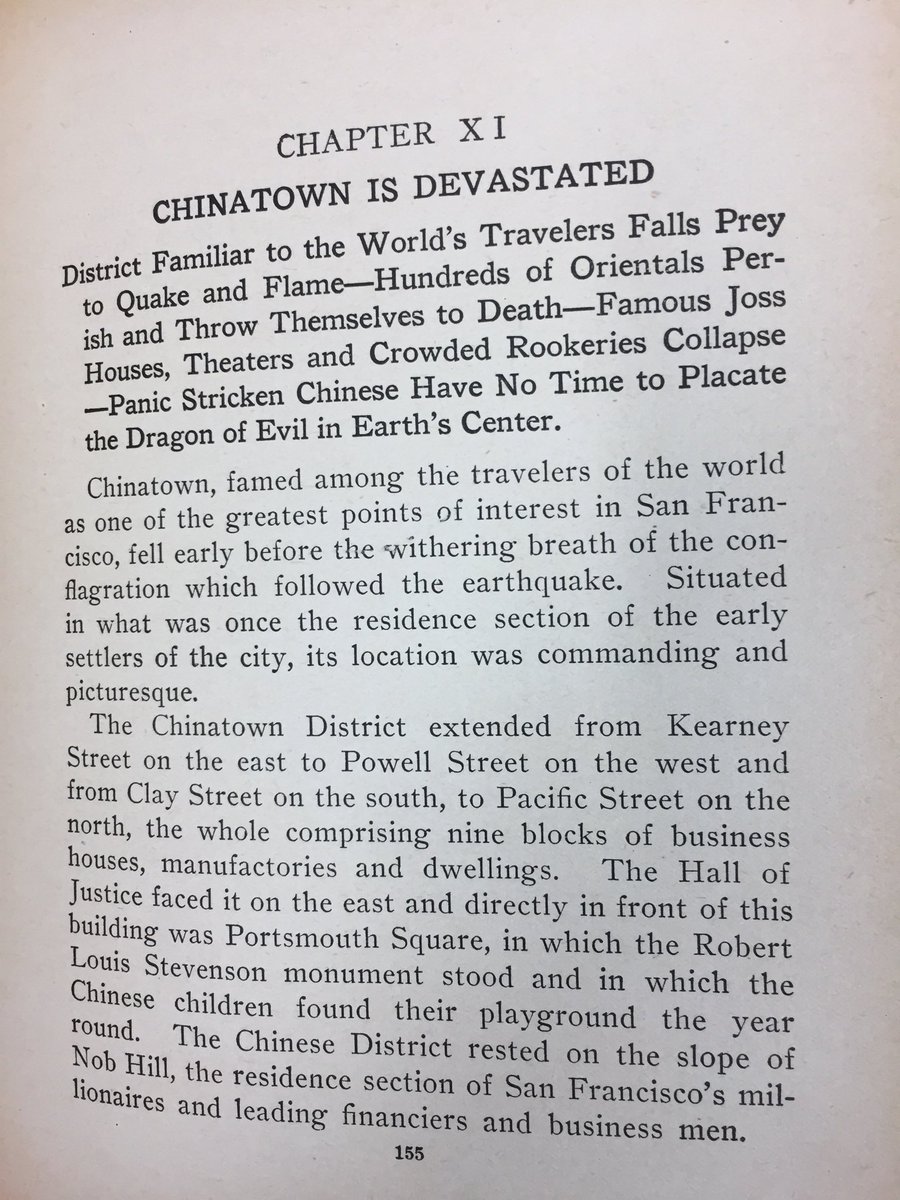 CHAPTER XI
CHINATOWN IS DEVASTATED
District Familiar to the World's Travelers Falls Prey
to Quake and Flame—Hundreds of Orientals Per-
ish and Throw Themselves to Death—Famous Joss
Houses, Theaters and Crowded Rookeries Collapse
—Panic Stricken Chinese Have No Time to Placate
the Dragon of Evil in Earth's Center.
Chinatown, famed among the travelers of the world
as one of the greatest points of interest in San Fran-
cisco, fell early before the withering breath of the con-
flagration which followed the earthquake. Situated
in what was once the residence section of the early
settlers of the city, its location was commanding and
picturesque.
The Chinatown District extended from Kearney
Street on the east to Powell Street on the west and
from Clay Street on the south, to Pacific Street on the
north, the whole comprising nine blocks of business
houses, manufactories and dwellings. The Hall of
Justice faced it on the east and directly in front of this
building was Portsmouth Square, in which the Robert
Louis Stevenson monument stood and in which the
Chinese children found their playground the year
round. The Chinese District rested on the slope of
Nob Hill, the residence section of San Francisco's mil-
lionaires and leading financiers and business men.
155